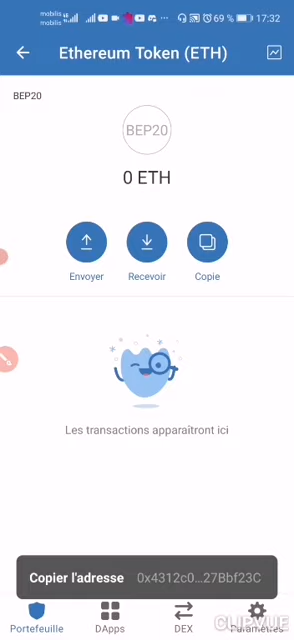 mobilis
mobilis
69 %
17:32
Ethereum Token (ETH)
BEP20
BEP20
0 ETH
Envoyer
Recevoir
Copie
Les transactions apparaîtront ici
Copier l'adresse 0x4312c0...27Bbf23C
Portefeuille
DApps
DEX
Paramètres
CLIPVUE